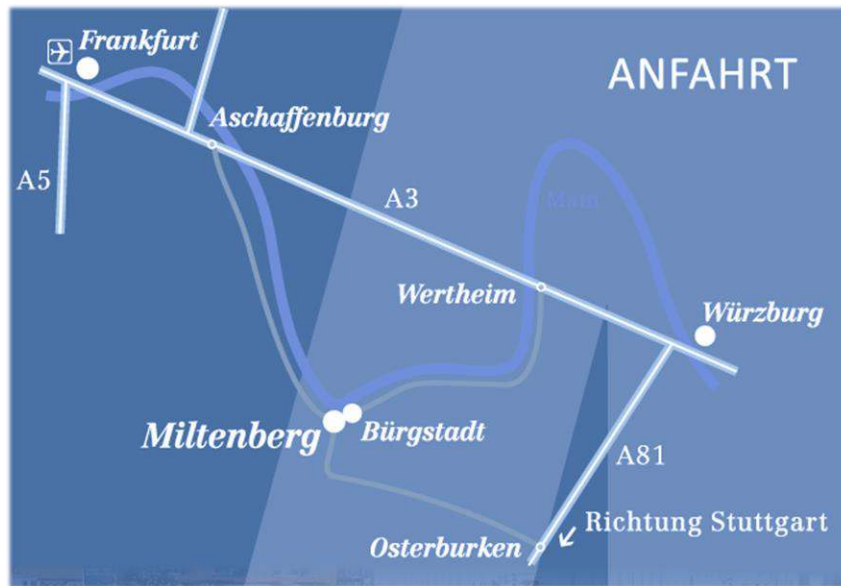 Frankfurt
ANFAHRT
Aschaffenburg
A5
A3
Main
Wertheim
Würzburg
Miltenberg
Bürgstadt
A81
Richtung Stuttgart
Osterburken